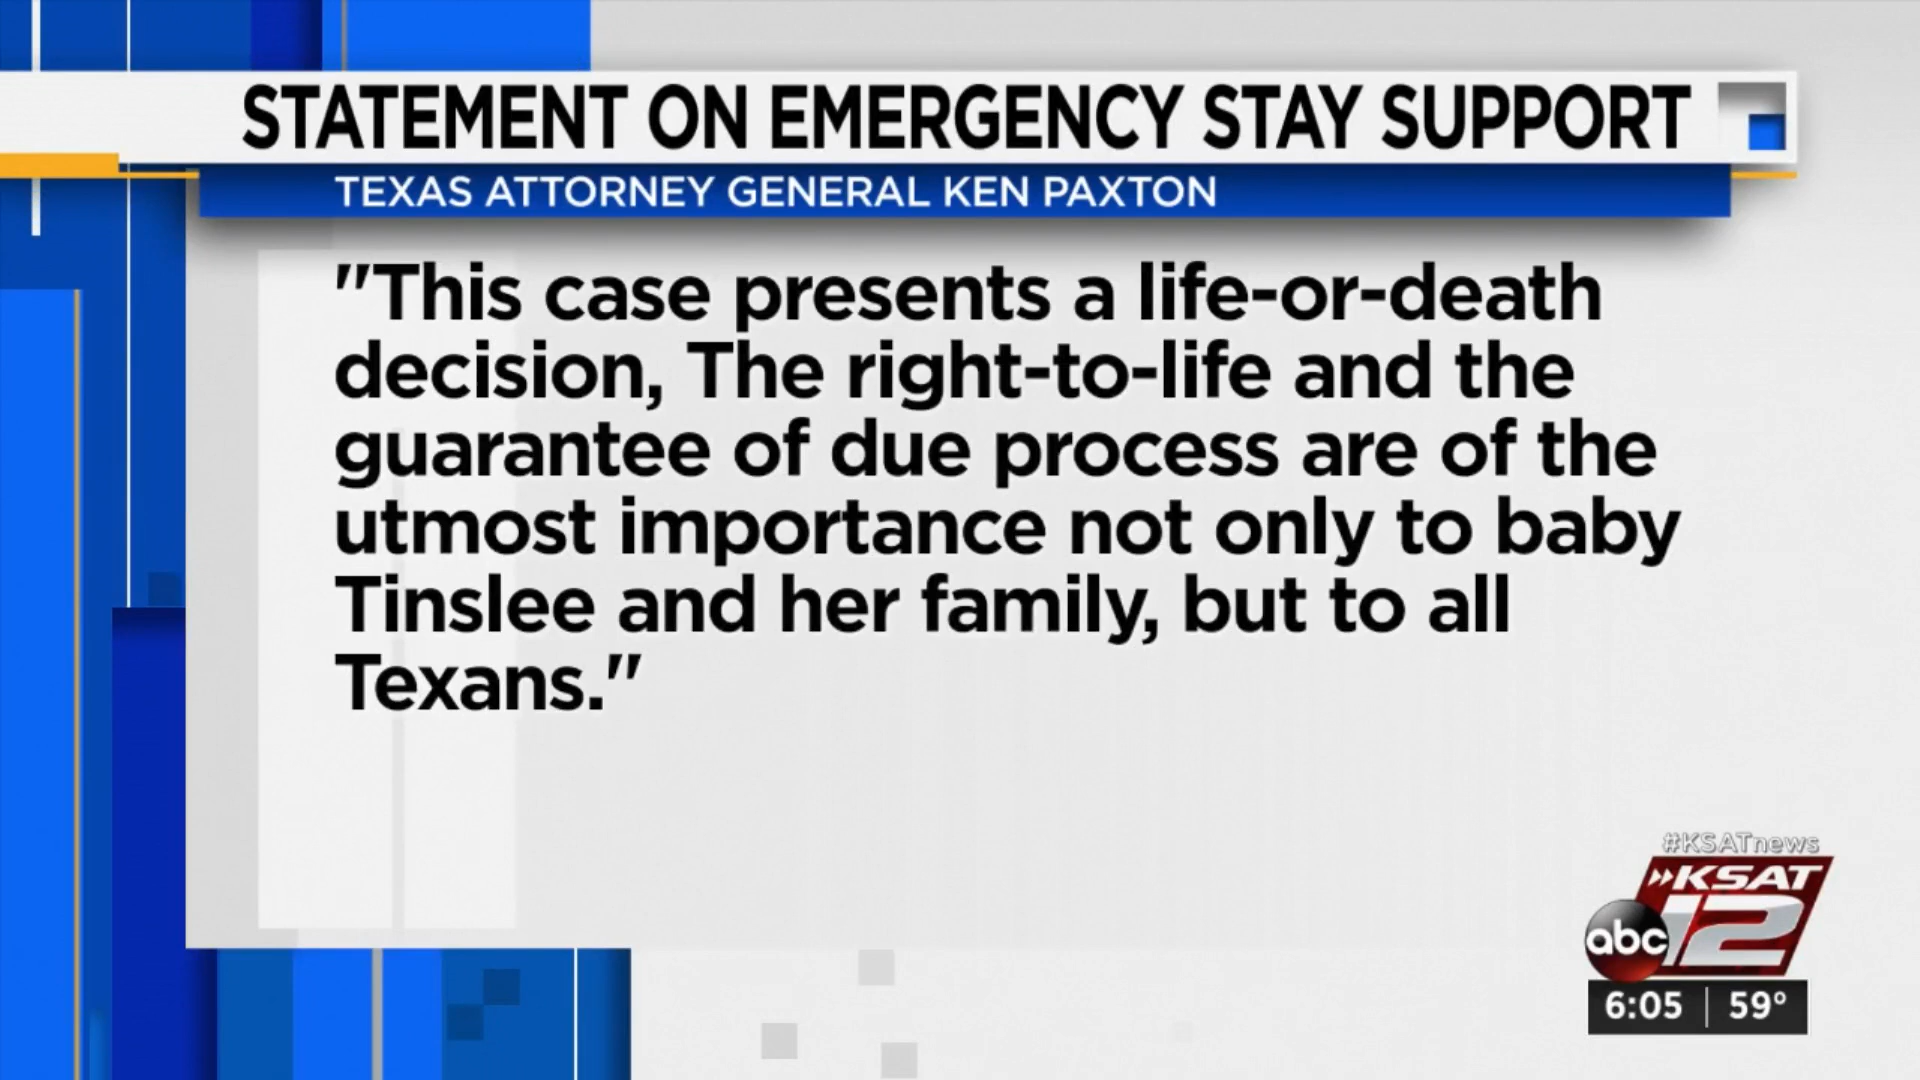 STATEMENT ON EMERGENCY STAY SUPPORT
TEXAS ATTORNEY GENERAL KEN PAXTON
"This case presents a life-or-death
decision, The right-to-life and the
guarantee of due process are of the
utmost importance not only to baby
Tinslee and her family, but to all
Texans."
#KSATnews
KSAT
abc 12
6:05 | 59°